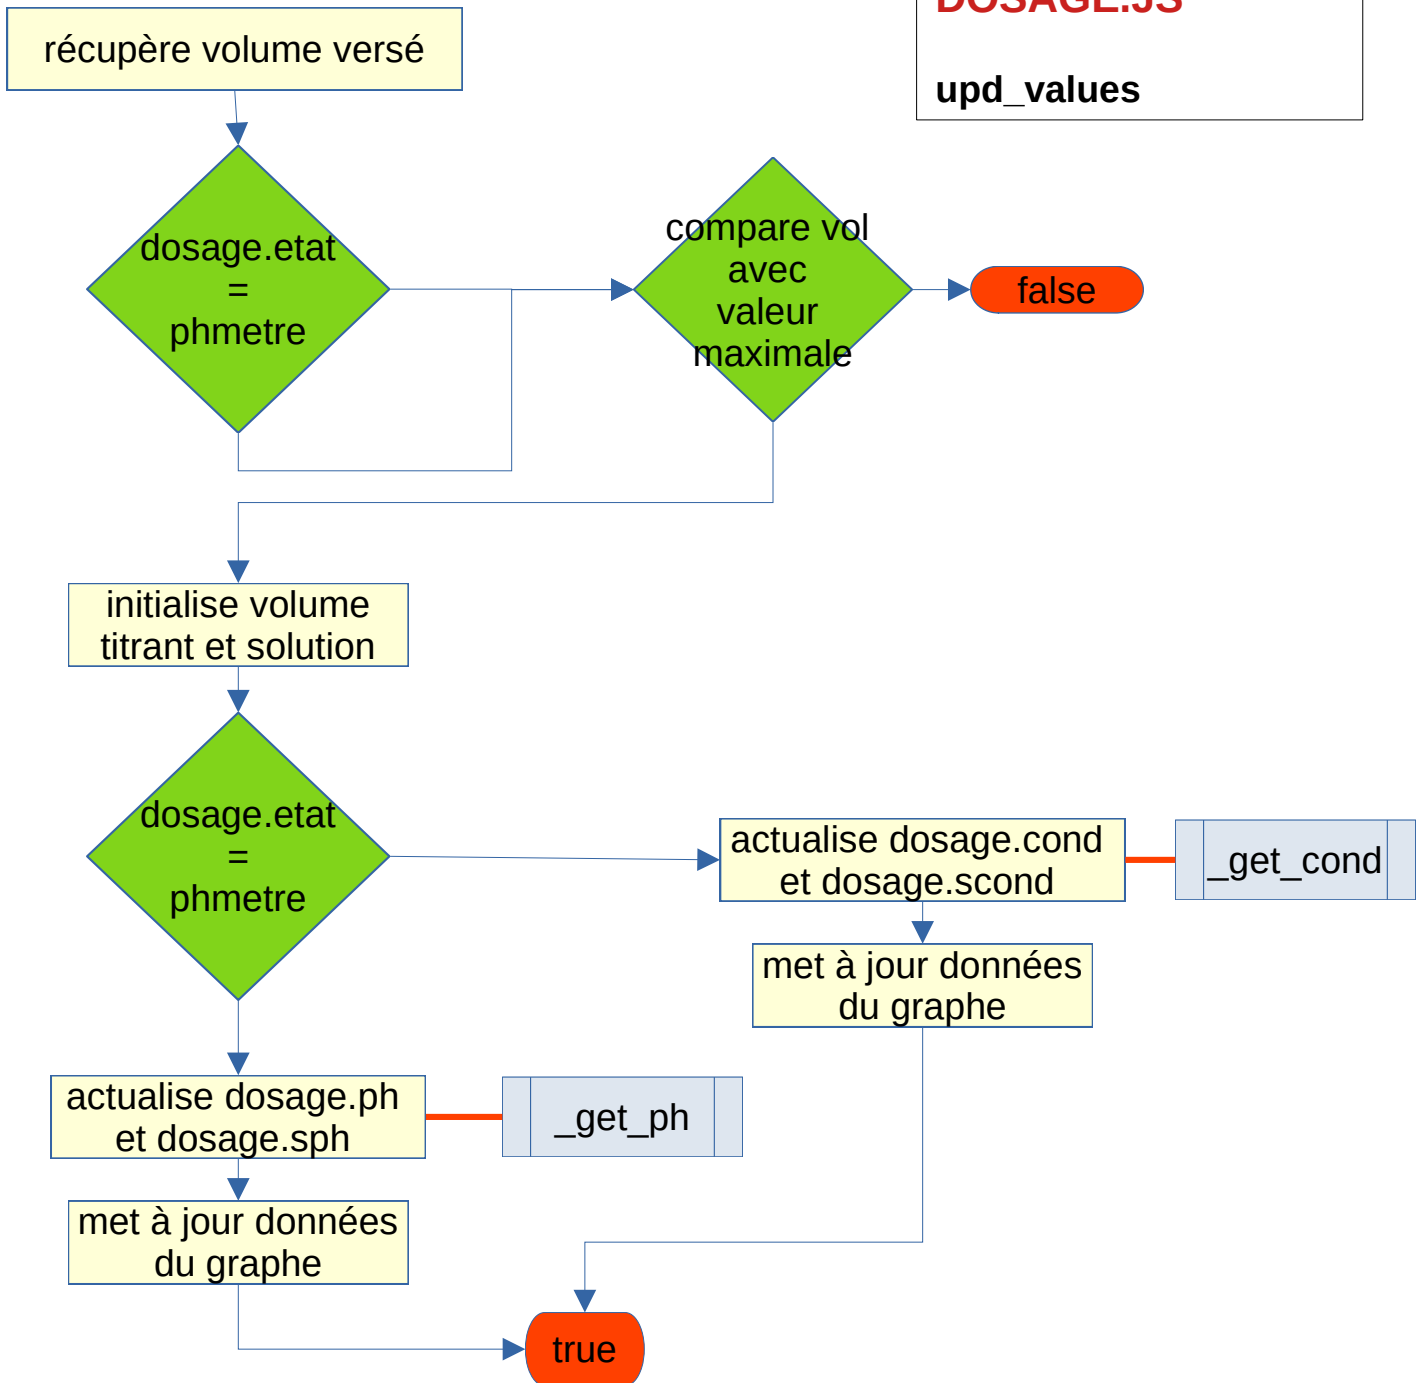 DOSAGE.JS
récupère volume versé
upd_values
dosage.etat
=
phmetre
compare vol
avec
valeur
maximale
false
initialise volume
titrant et solution
dosage.etat
=
phmetre
actualise dosage.cond
et dosage.scond
_get_cond
met à jour données
du graphe
actualise dosage.ph
et dosage.sph
_get_ph
met à jour données
du graphe
true